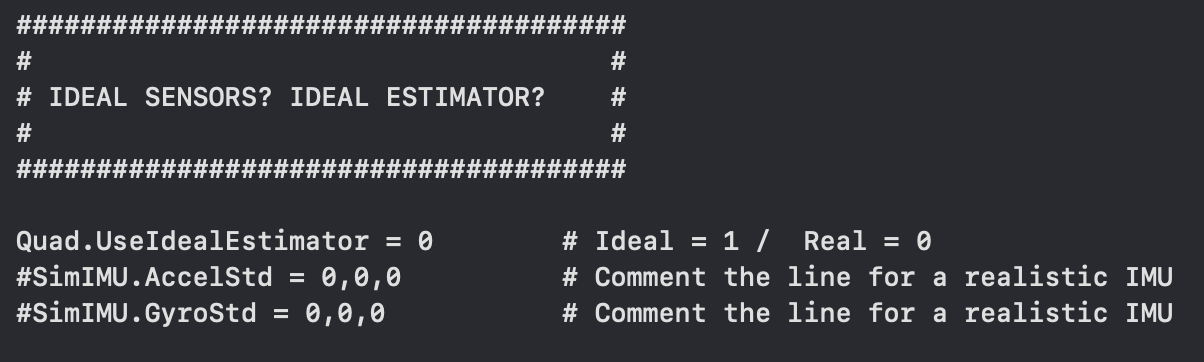 ######################################
#                                    #
# IDEAL SENSORS? IDEAL ESTIMATOR?    #
#                                    #
######################################
Quad.UseIdealEstimator = 0        # Ideal = 1 /  Real = 0
#SimIMU.AccelStd = 0,0,0          # Comment the line for a realistic IMU
#SimIMU.GyroStd = 0,0,0           # Comment the line for a realistic IMU